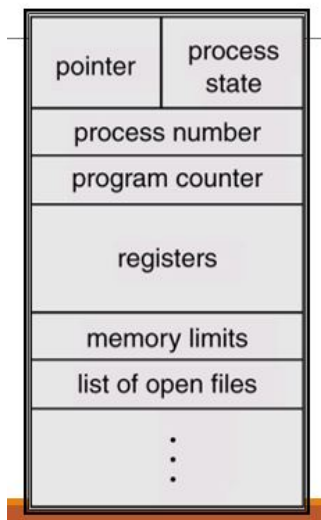 pointer
process
state
process number
program counter
registers
memory limits
list of open files